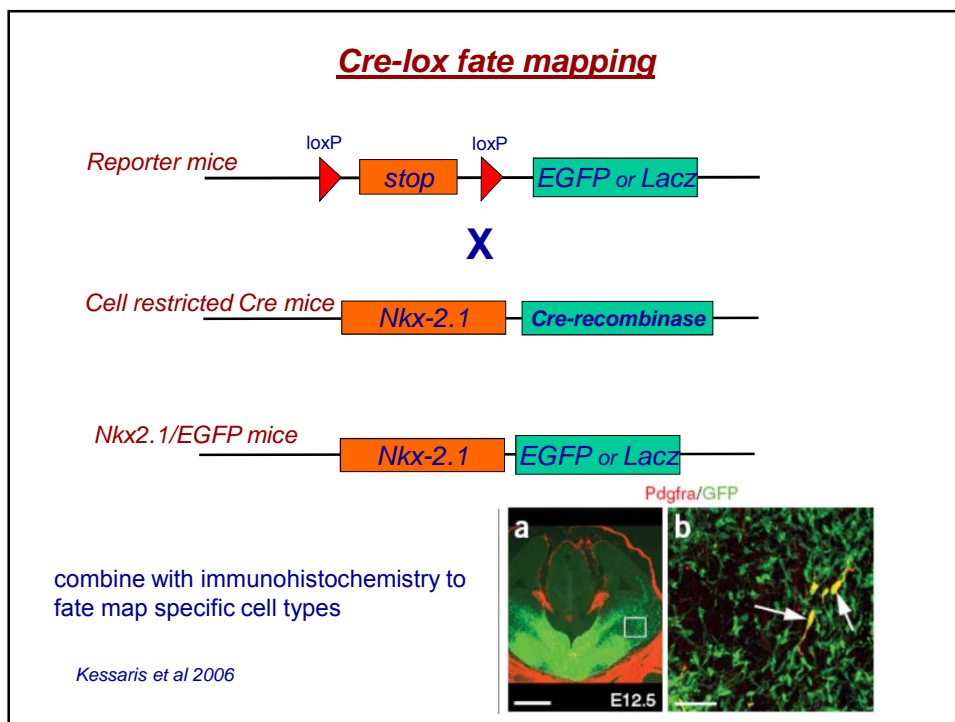 Cre-lox fate mapping
loxP loxP
Reporter mice
stop
EGFP or Lacz
X
Cell restricted Cre mice
Nkx-2.1
Cre-recombinase
Nkx2.1/EGFP mice
Nkx-2.1
EGFP or Lacz
Pdgfra/GFP
a
b
combine with immunohistochemistry to
fate map specific cell types
E12.5
Kessaris et al 2006